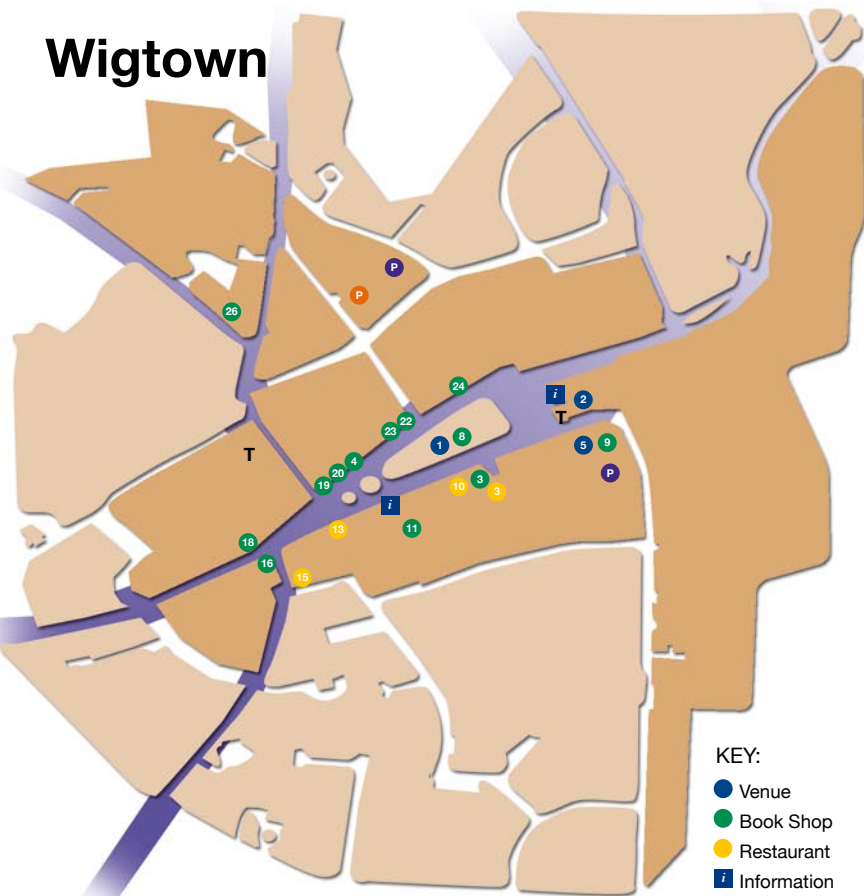 Wigtown
P
P
26
24
i
2
T
22
23
1
8
5
9
T
4
20
19
3
10
3
P
i
13
11
18
16
15
KEY:
Venue
Book Shop
Restaurant
i Information